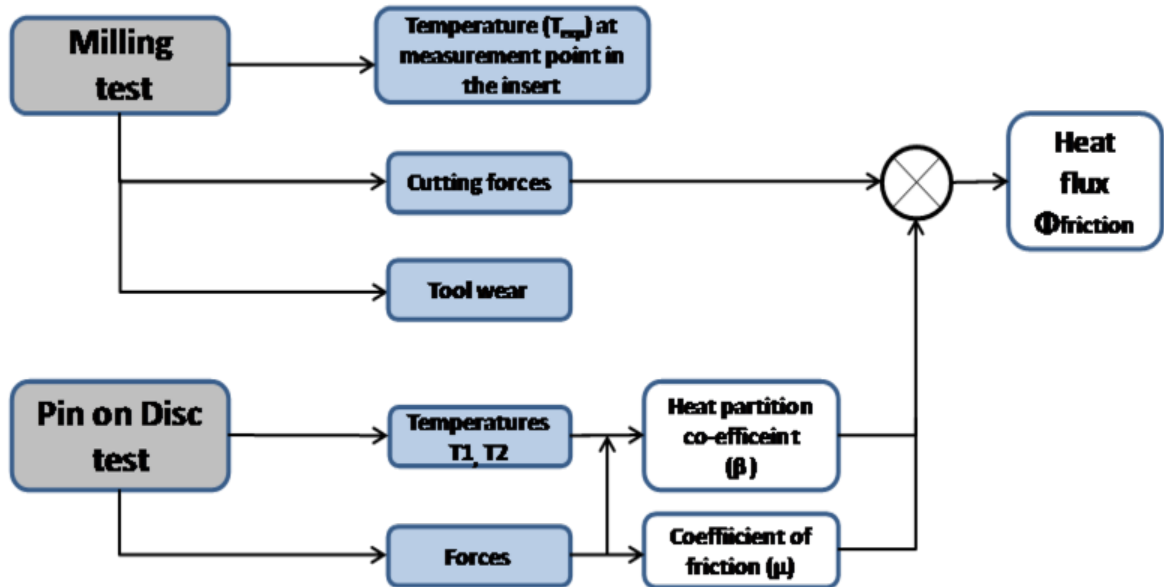 Milling
test
Temperature (Texp) at
measurement point in
the insert
Cutting forces
Tool wear
Heat
flux
Φfriction
Pin on Disc
test
Temperatures
T1, T2
Forces
Heat partition
co-efficeint
(β)
Coeffiicient of
friction (μ)